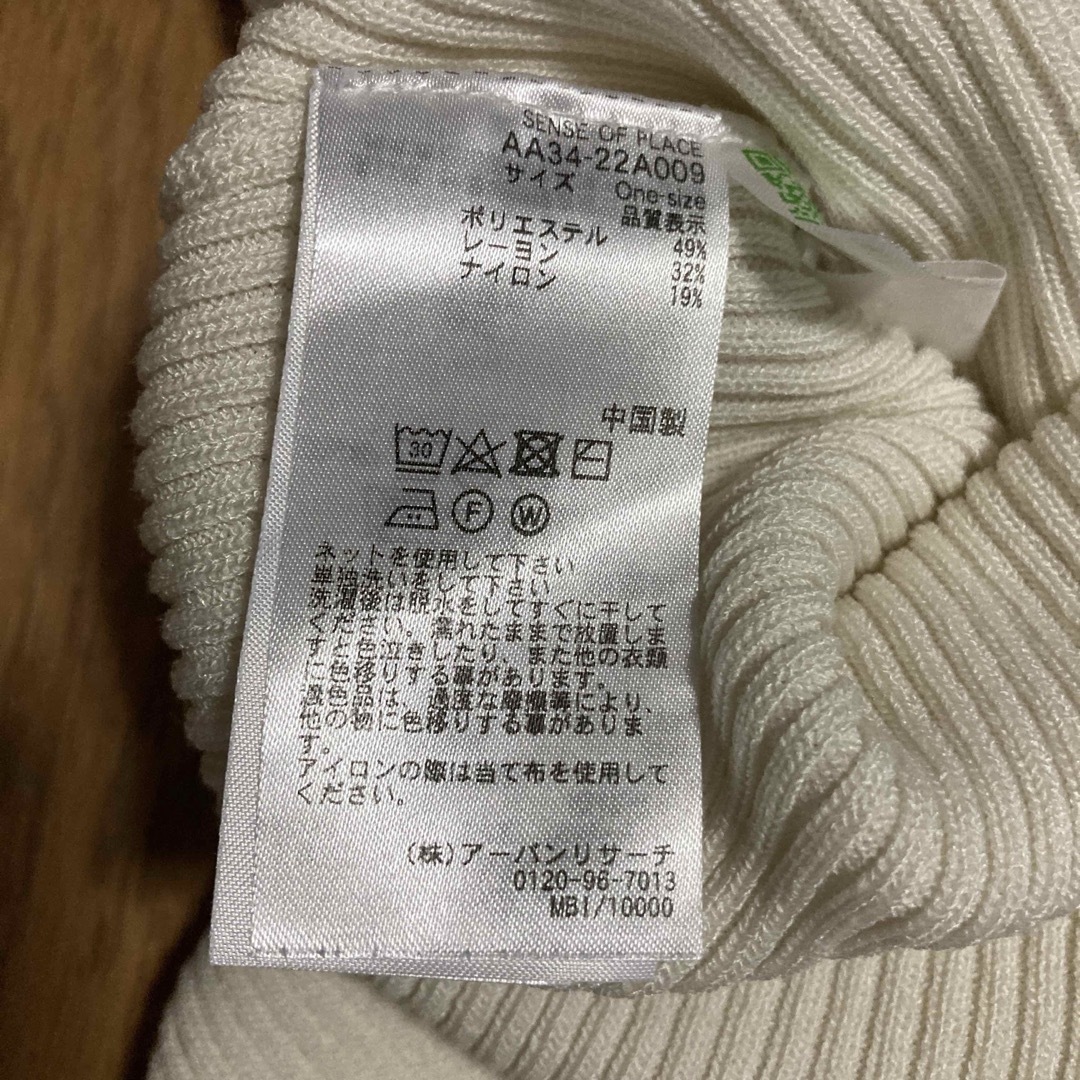 SENSE OF PLACE
AA34-22A009
サイズ One size
品質表示
ポリエステル 49%
レーヨン 32%
ナイロン 19%
中国製
30
F W
ネットを使用して下さい
単独洗いをして下さい
洗濯後は脱水をしてすぐに干して
ください。濡れたままで放置しま
すと色泣きしたり、また他の衣類
に色移りする事があります。
濃色品は、過度な摩擦等により、
他の物に色移りする事がありま
す。
アイロンの際は当て布を使用して
ください。
(株)アーバンリサーチ
0120-96-7013
MBI/10000